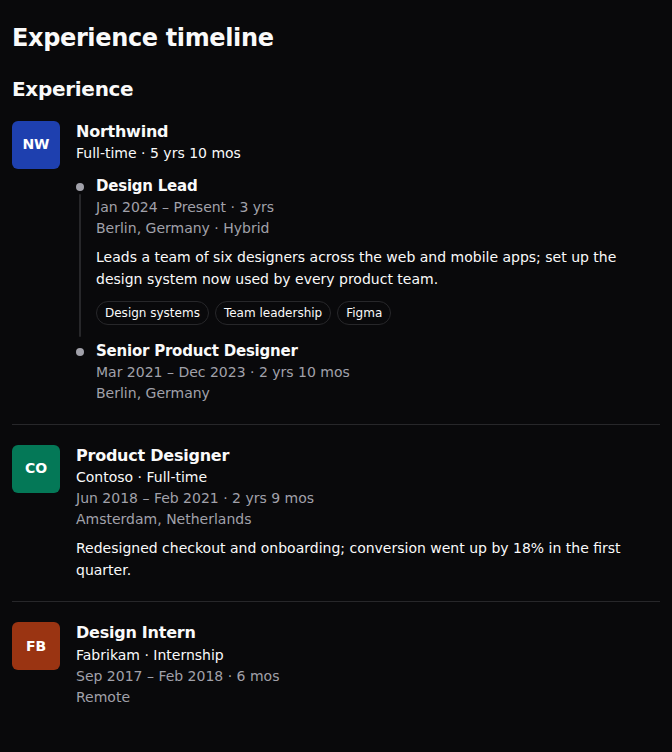 Experience timeline
Experience
NW
Northwind
Full-time · 5 yrs 10 mos
Design Lead
Jan 2024 – Present · 3 yrs
Berlin, Germany · Hybrid
Leads a team of six designers across the web and mobile apps; set up the
design system now used by every product team.
Design systems Team leadership Figma
Senior Product Designer
Mar 2021 – Dec 2023 · 2 yrs 10 mos
Berlin, Germany
CO
Product Designer
Contoso · Full-time
Jun 2018 – Feb 2021 · 2 yrs 9 mos
Amsterdam, Netherlands
Redesigned checkout and onboarding; conversion went up by 18% in the first
quarter.
FB
Design Intern
Fabrikam · Internship
Sep 2017 – Feb 2018 · 6 mos
Remote